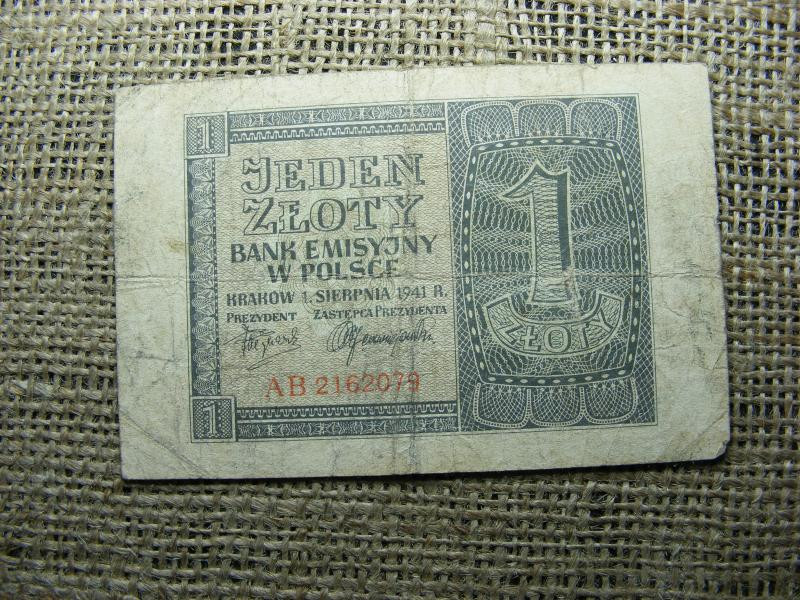 1
JEDEN
ZŁOTY
BANK EMISYJNY
W POLSCE
KRAKÓW 1. SIERPNIA 1941 R.
PREZYDENT ZASTĘPCA PREZYDENTA
AB 2162079
1
1
ZŁOTY